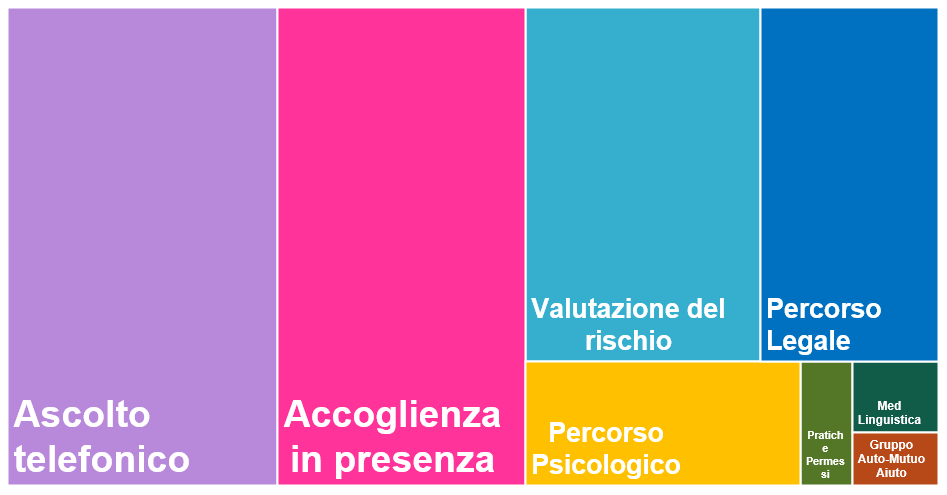 Ascolto
telefonico
Accoglienza
in presenza
Valutazione del
rischio
Percorso
Legale
Percorso
Psicologico
Pratich
e
Permes
si
Med
Linguistica
Gruppo
Auto-Mutuo
Aiuto